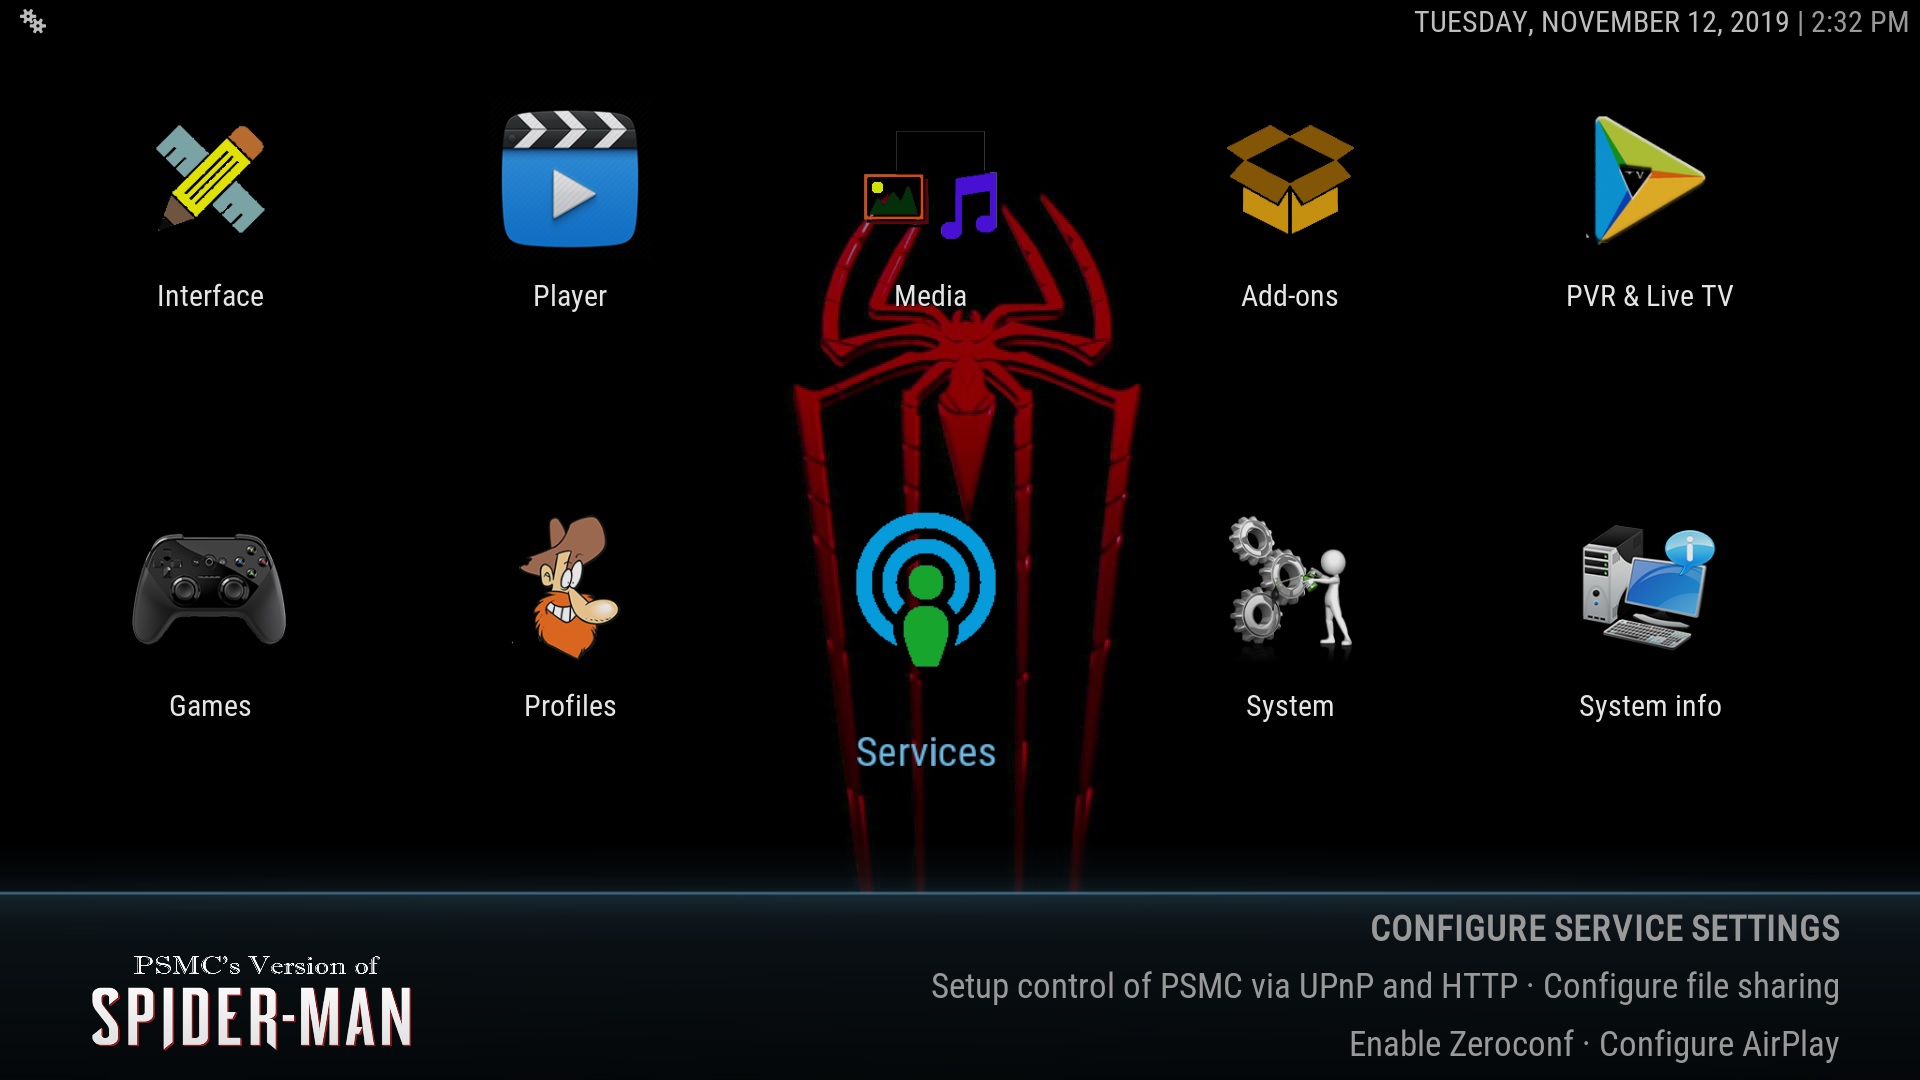 TUESDAY, NOVEMBER 12, 2019 | 2:32 PM
TV
Interface
Player
Media
Add-ons
PVR & Live TV
Games
Profiles
Services
System
System info
CONFIGURE SERVICE SETTINGS
Setup control of PSMC via UPnP and HTTP · Configure file sharing
Enable Zeroconf · Configure AirPlay
PSMC's Version of
SPIDER-MAN